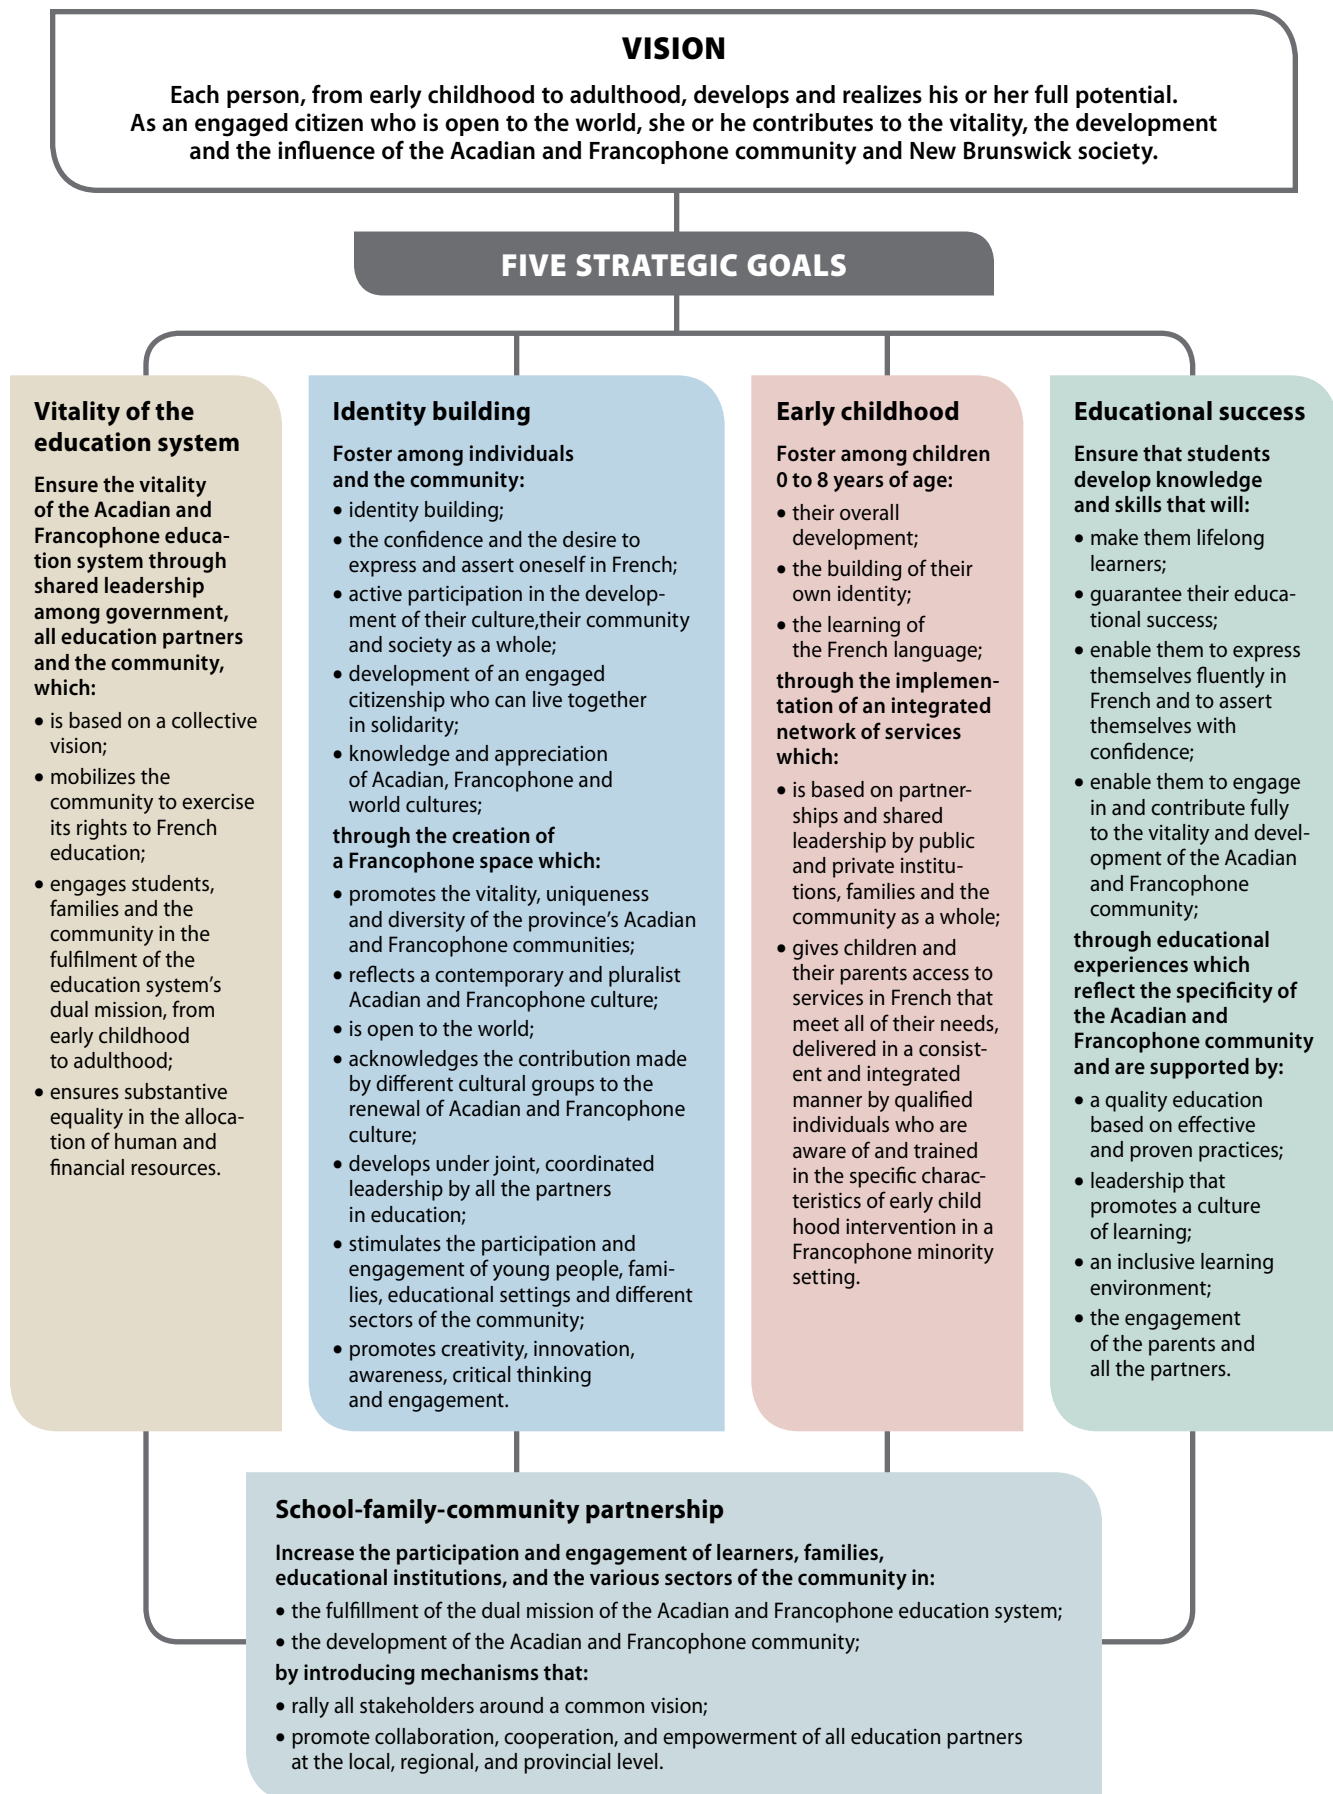 VISION
Each person, from early childhood to adulthood, develops and realizes his or her full potential.
As an engaged citizen who is open to the world, she or he contributes to the vitality, the development
and the influence of the Acadian and Francophone community and New Brunswick society.
FIVE STRATEGIC GOALS
Vitality of the
education system
Ensure the vitality
of the Acadian and
Francophone educa-
tion system through
shared leadership
among government,
all education partners
and the community,
which:
• is based on a collective
vision;
• mobilizes the
community to exercise
its rights to French
education;
• engages students,
families and the
community in the
fulfilment of the
education system's
dual mission, from
early childhood
to adulthood;
• ensures substantive
equality in the alloca-
tion of human and
financial resources.
Identity building
Foster among individuals
and the community:
• identity building;
• the confidence and the desire to
express and assert oneself in French;
• active participation in the develop-
ment of their culture,their community
and society as a whole;
• development of an engaged
citizenship who can live together
in solidarity;
• knowledge and appreciation
of Acadian, Francophone and
world cultures;
through the creation of
a Francophone space which:
• promotes the vitality, uniqueness
and diversity of the province's Acadian
and Francophone communities;
• reflects a contemporary and pluralist
Acadian and Francophone culture;
• is open to the world;
• acknowledges the contribution made
by different cultural groups to the
renewal of Acadian and Francophone
culture;
• develops under joint, coordinated
leadership by all the partners
in education;
• stimulates the participation and
engagement of young people, fami-
lies, educational settings and different
sectors of the community;
• promotes creativity, innovation,
awareness, critical thinking
and engagement.
Early childhood
Foster among children
0 to 8 years of age:
• their overall
development;
• the building of their
own identity;
• the learning of
the French language;
through the implemen-
tation of an integrated
network of services
which:
• is based on partner-
ships and shared
leadership by public
and private institu-
tions, families and the
community as a whole;
• gives children and
their parents access to
services in French that
meet all of their needs,
delivered in a consist-
ent and integrated
manner by qualified
individuals who are
aware of and trained
in the specific charac-
teristics of early child
hood intervention in a
Francophone minority
setting.
Educational success
Ensure that students
develop knowledge
and skills that will:
• make them lifelong
learners;
• guarantee their educa-
tional success;
• enable them to express
themselves fluently in
French and to assert
themselves with
confidence;
• enable them to engage
in and contribute fully
to the vitality and devel-
opment of the Acadian
and Francophone
community;
through educational
experiences which
reflect the specificity of
the Acadian and
Francophone community
and are supported by:
• a quality education
based on effective
and proven practices;
• leadership that
promotes a culture
of learning;
• an inclusive learning
environment;
• the engagement
of the parents and
all the partners.
School-family-community partnership
Increase the participation and engagement of learners, families,
educational institutions, and the various sectors of the community in:
• the fulfillment of the dual mission of the Acadian and Francophone education system;
• the development of the Acadian and Francophone community;
by introducing mechanisms that:
• rally all stakeholders around a common vision;
• promote collaboration, cooperation, and empowerment of all education partners
at the local, regional, and provincial level.